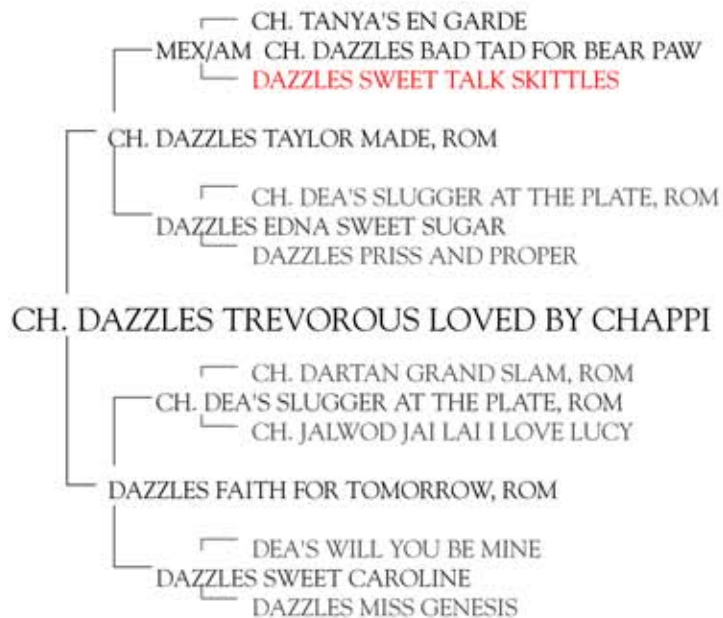 CH. TANYA'S EN GARDE
MEX/AM CH. DAZZLES BAD TAD FOR BEAR PAW
DAZZLES SWEET TALK SKITTLES
CH. DAZZLES TAYLOR MADE, ROM
CH. DEA'S SLUGGER AT THE PLATE, ROM
DAZZLES EDNA SWEET SUGAR
DAZZLES PRISS AND PROPER
CH. DAZZLES TREVOROUS LOVED BY CHAPPI
CH. DARTAN GRAND SLAM, ROM
CH. DEA'S SLUGGER AT THE PLATE, ROM
CH. JALWOD JAI LAI I LOVE LUCY
DAZZLES FAITH FOR TOMORROW, ROM
DEA'S WILL YOU BE MINE
DAZZLES SWEET CAROLINE
DAZZLES MISS GENESIS